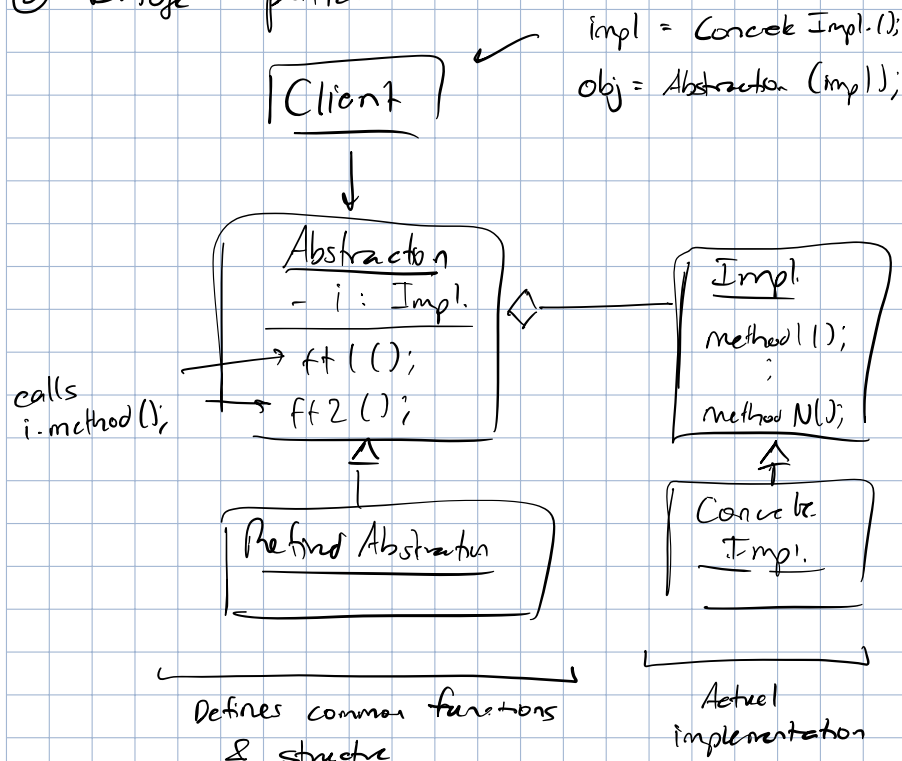 impl = Concrete Impl.();
obj = Abstraction (impl);
Client
Abstraction
- i : Impl.
ft1();
ft2();
calls
i.method();
Impl.
method1();
:
method N();
Refined Abstraction
Concrete
Impl.
Defines common functions
& structure
Actual
implementation